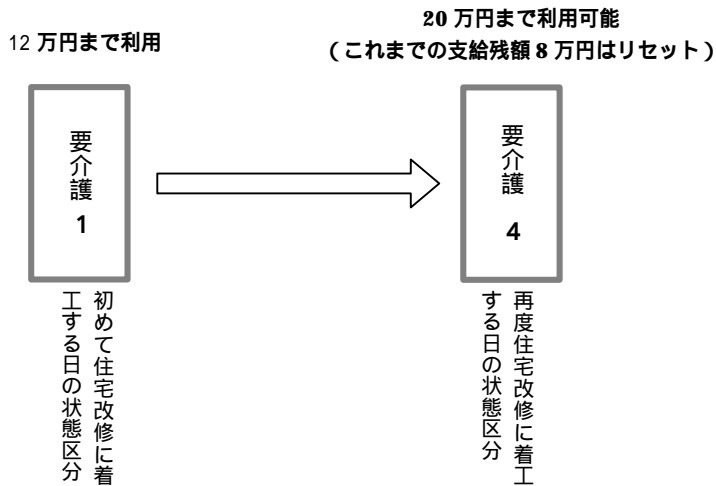 12 万円まで利用
20 万円まで利用可能
（これまでの支給残額 8 万円はリセット）
要介護
1
要介護
4
初めて住宅改修に着
工する日の状態区分
再度住宅改修に着工
する日の状態区分